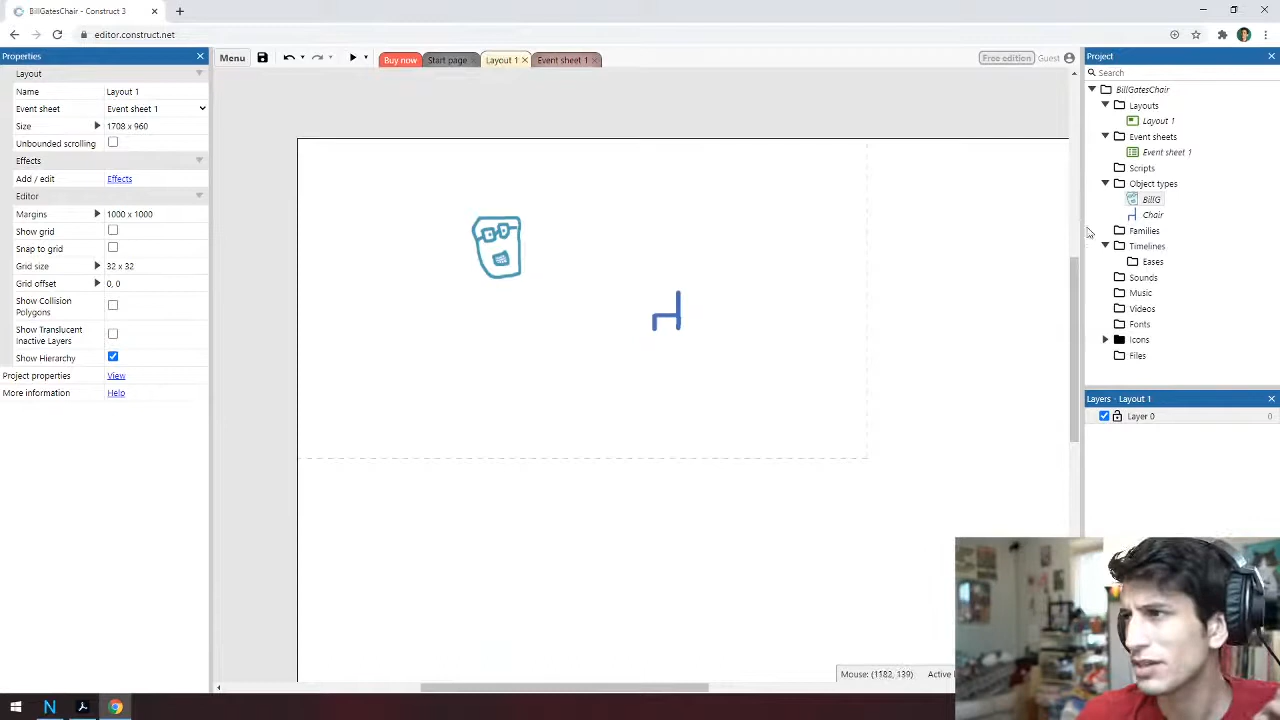 BillGatesChair - Construct 3
editor.construct.net
Properties
Menu
Buy now
Start page
Layout 1
Event sheet 1
Free edition
Guest
Project
Layout
Name
Layout 1
Event sheet
Event sheet 1
Size
1708 x 960
Unbounded scrolling
Effects
Add / edit
Effects
Editor
Margins
1000 x 1000
Show grid
Snap to grid
Grid size
32 x 32
Grid offset
0, 0
Show Collision
Polygons
Show Translucent
Inactive Layers
Show Hierarchy
Project properties
View
More information
Help
Search
BillGatesChair
Layouts
Layout 1
Event sheets
Event sheet 1
Scripts
Object types
BillG
Chair
Families
Timelines
Eases
Sounds
Music
Videos
Fonts
Icons
Files
Layers - Layout 1
Layer 0
0
Mouse: (1182, 139)
Active